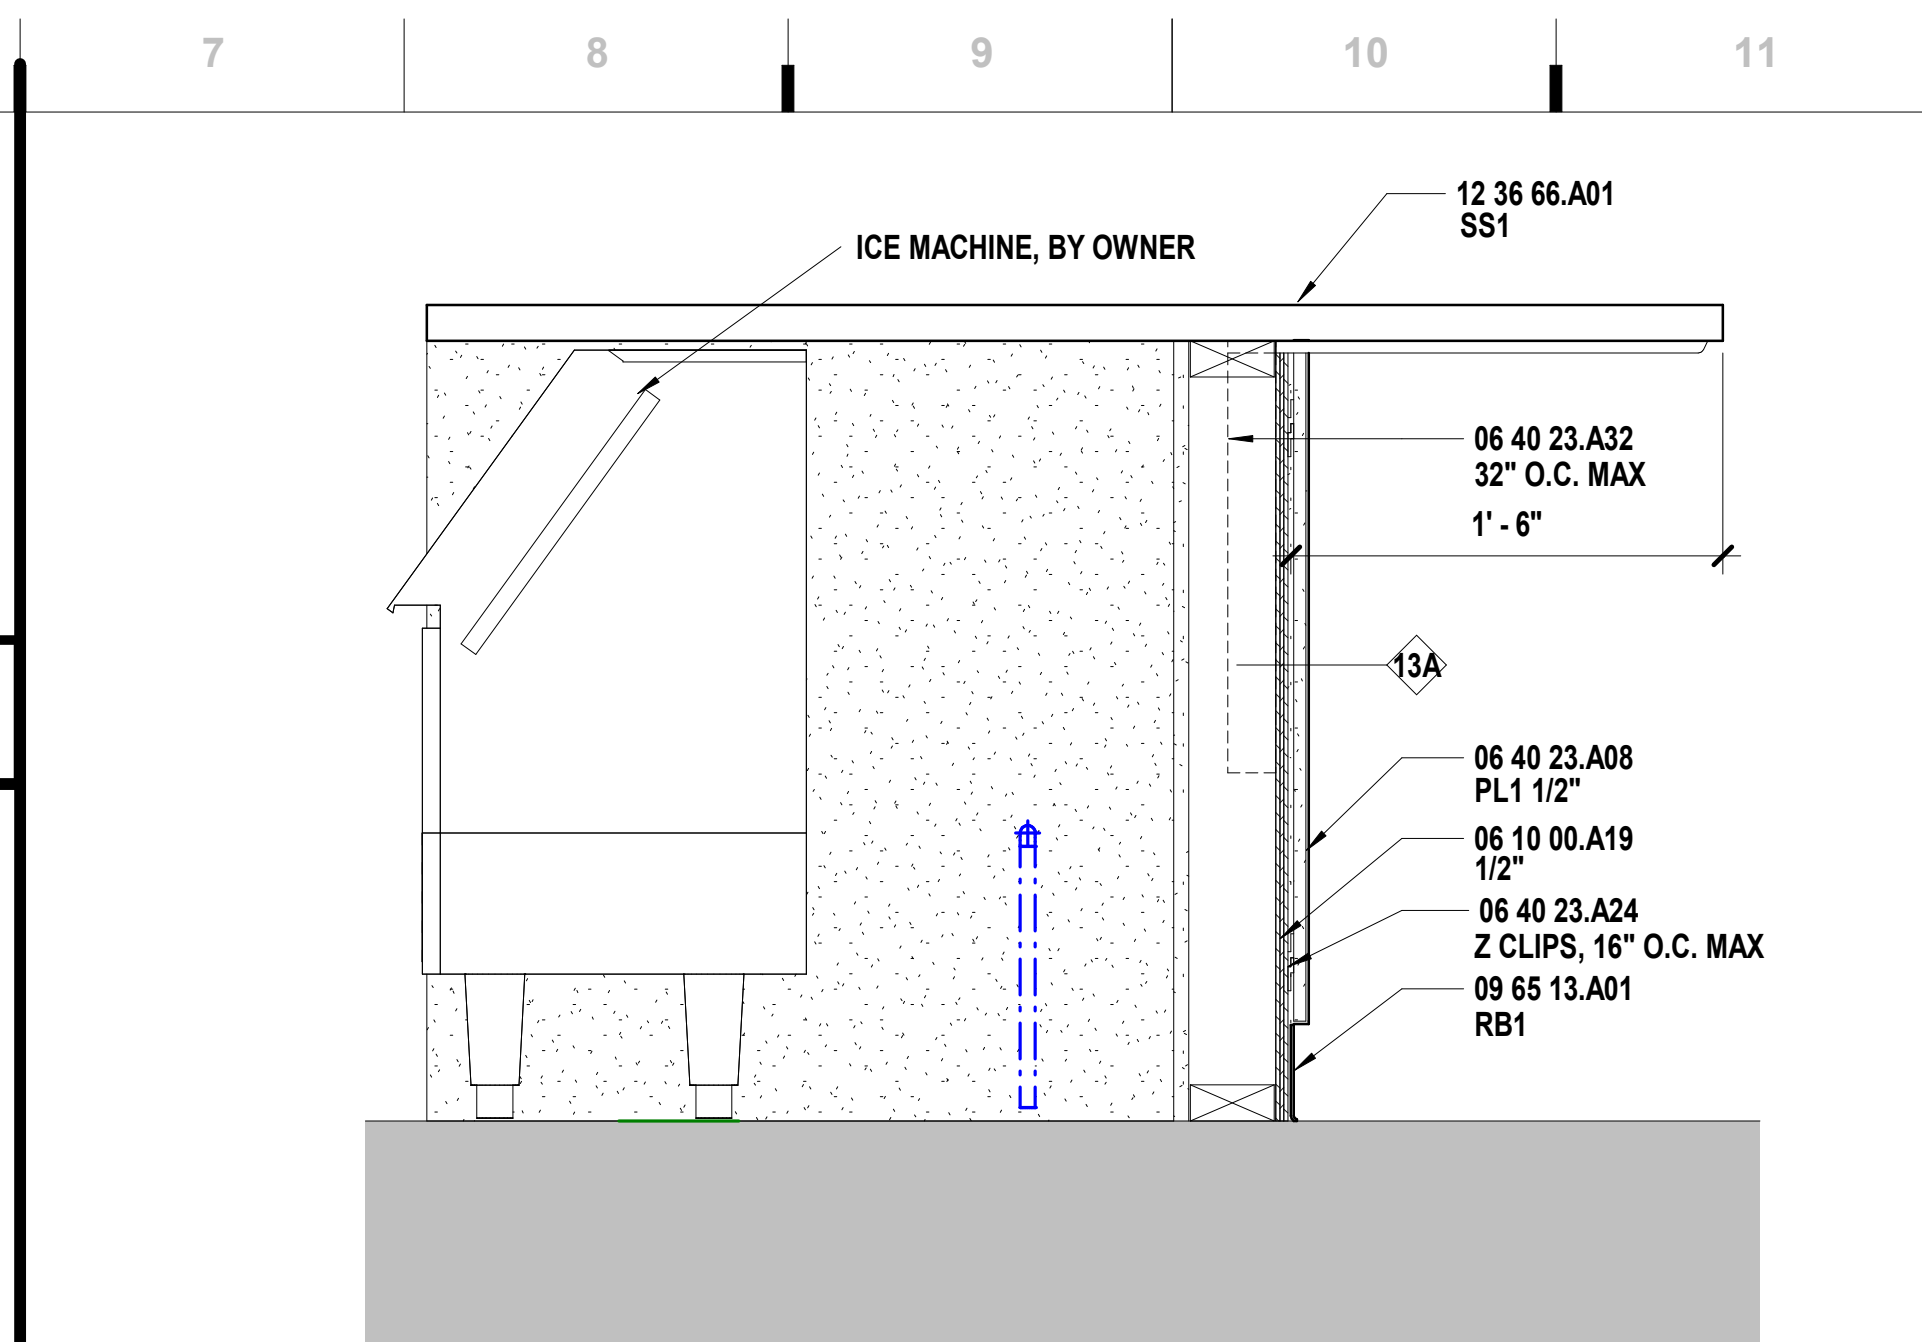 7 8 9 10 11
12 36 66.A01
SS1
ICE MACHINE, BY OWNER
06 40 23.A32
32" O.C. MAX
1' - 6"
13A
06 40 23.A08
PL1 1/2"
06 10 00.A19
1/2"
06 40 23.A24
Z CLIPS, 16" O.C. MAX
09 65 13.A01
RB1